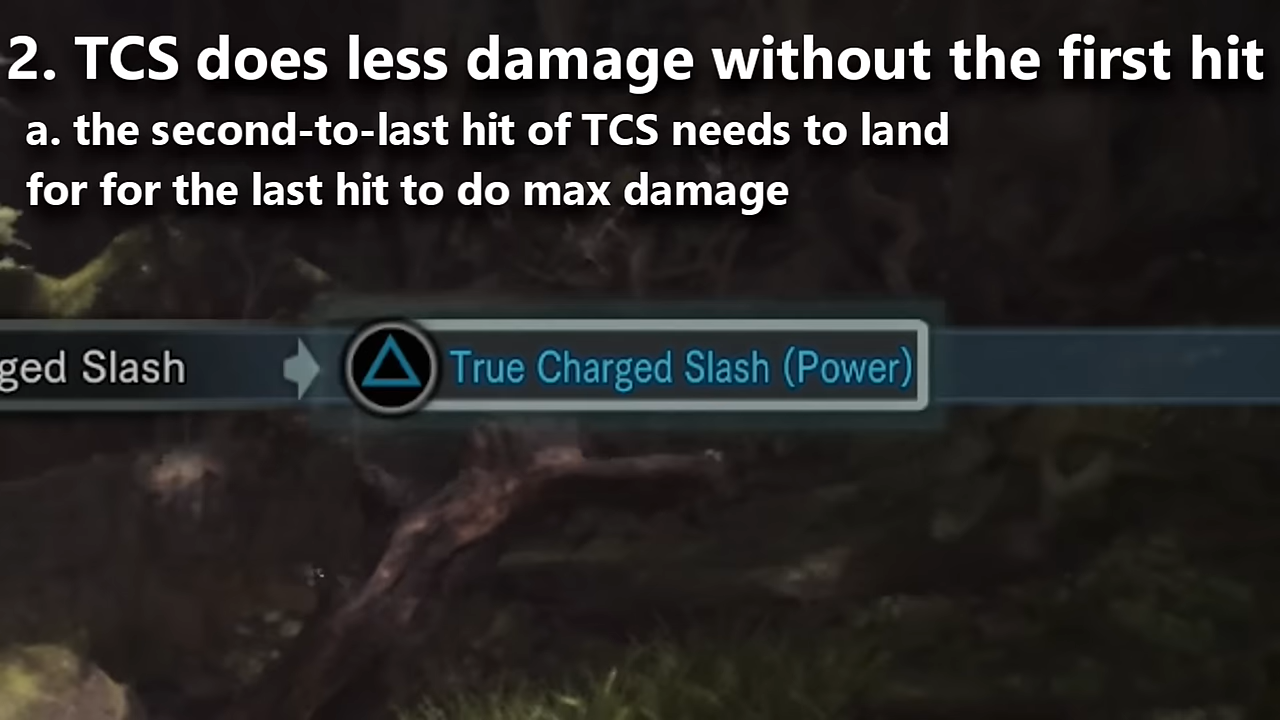 2. TCS does less damage without the first hit
a. the second-to-last hit of TCS needs to land
for for the last hit to do max damage
ged Slash True Charged Slash (Power)